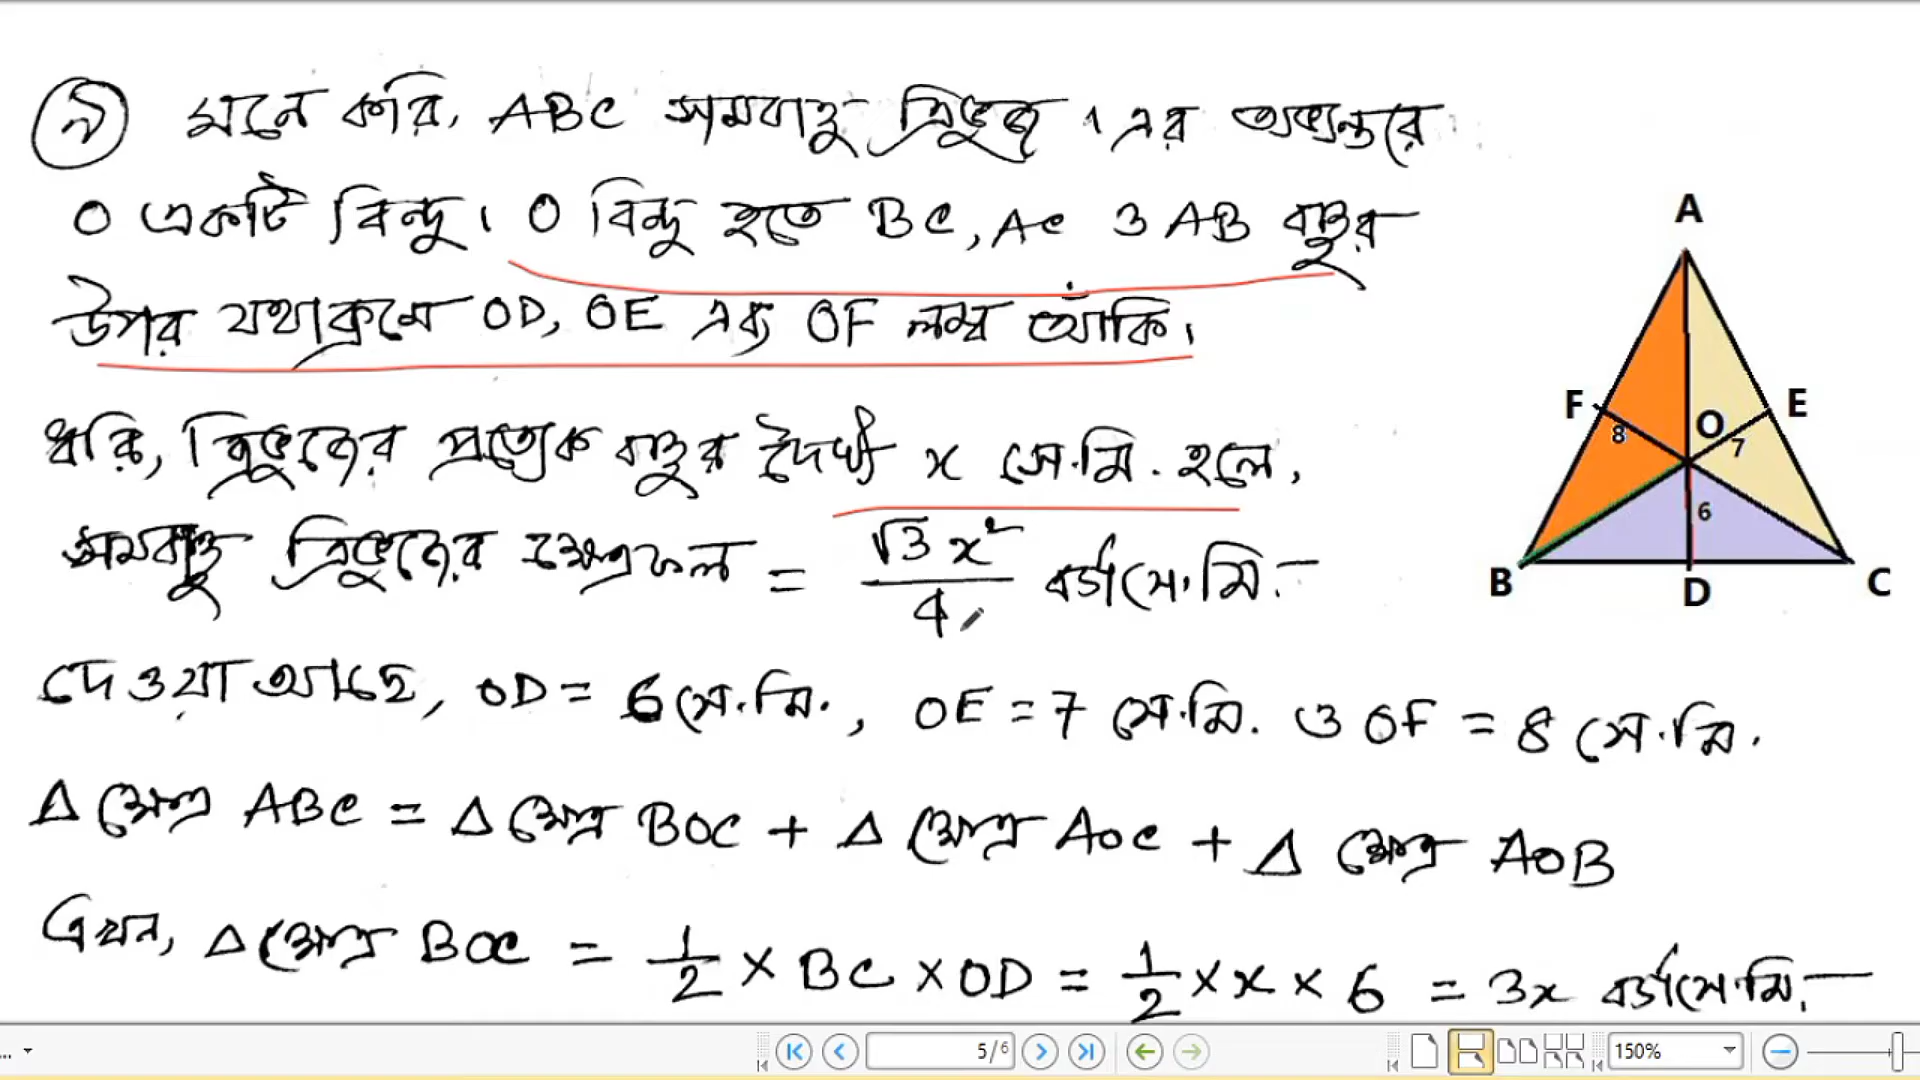 ন মনে করি, ABC সমবাহু ত্রিভুজ । এর অভ্যন্তরে
O একটি বিন্দু। O বিন্দু হতে BC, AC ও AB বাহুর
উপর যথাক্রমে OD, OE এবং OF লম্ব আঁকি।
ধরি, ত্রিভুজের প্রত্যেক বাহুর দৈর্ঘ্য x সে.মি. হলে,
সমবাহু ত্রিভুজের ক্ষেত্রফল = √3 x² / 4 বর্গ সে.মি.
দেওয়া আছে, OD = 6 সে.মি., OE = 7 সে.মি. ও OF = 8 সে.মি.
Δ ক্ষেত্র ABC = Δ ক্ষেত্র BOC + Δ ক্ষেত্র AOC + Δ ক্ষেত্র AOB
এখন, Δ ক্ষেত্র BOC = 1/2 × BC × OD = 1/2 × x × 6 = 3x বর্গ সে.মি.
A
F
E
O
8
7
6
B
D
C
...
5/6
150%